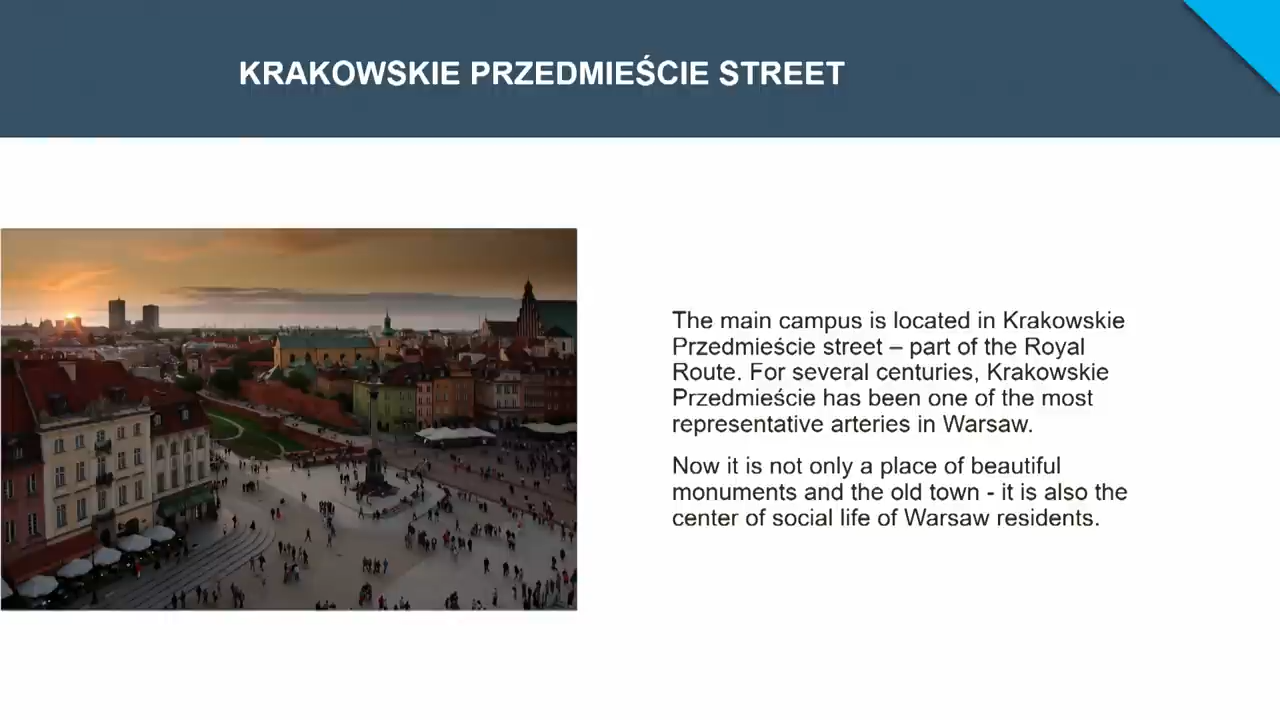 KRAKOWSKIE PRZEDMIEŚCIE STREET
The main campus is located in Krakowskie
Przedmieście street – part of the Royal
Route. For several centuries, Krakowskie
Przedmieście has been one of the most
representative arteries in Warsaw.
Now it is not only a place of beautiful
monuments and the old town - it is also the
center of social life of Warsaw residents.